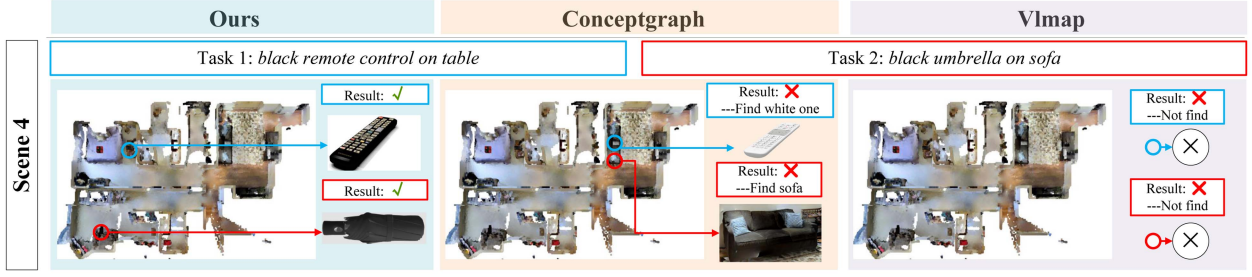 Ours
Conceptgraph
Vlmap
Scene 4
Task 1: black remote control on table
Task 2: black umbrella on sofa
Result: ✓
Result: ✓
Result: ✗
---Find white one
Result: ✗
---Find sofa
Result: ✗
---Not find
Result: ✗
---Not find